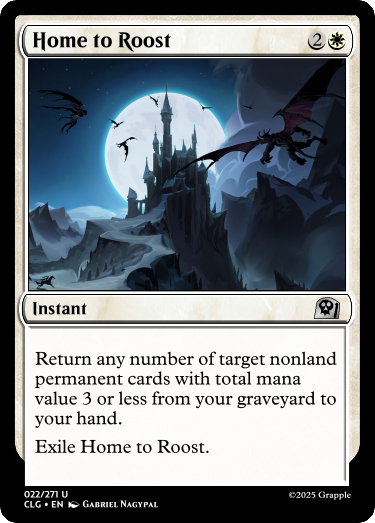 Home to Roost 2
Instant
Return any number of target nonland
permanent cards with total mana
value 3 or less from your graveyard to
your hand.
Exile Home to Roost.
022/271 U
CLG • EN Gabriel Nagypal
©2025 Grapple